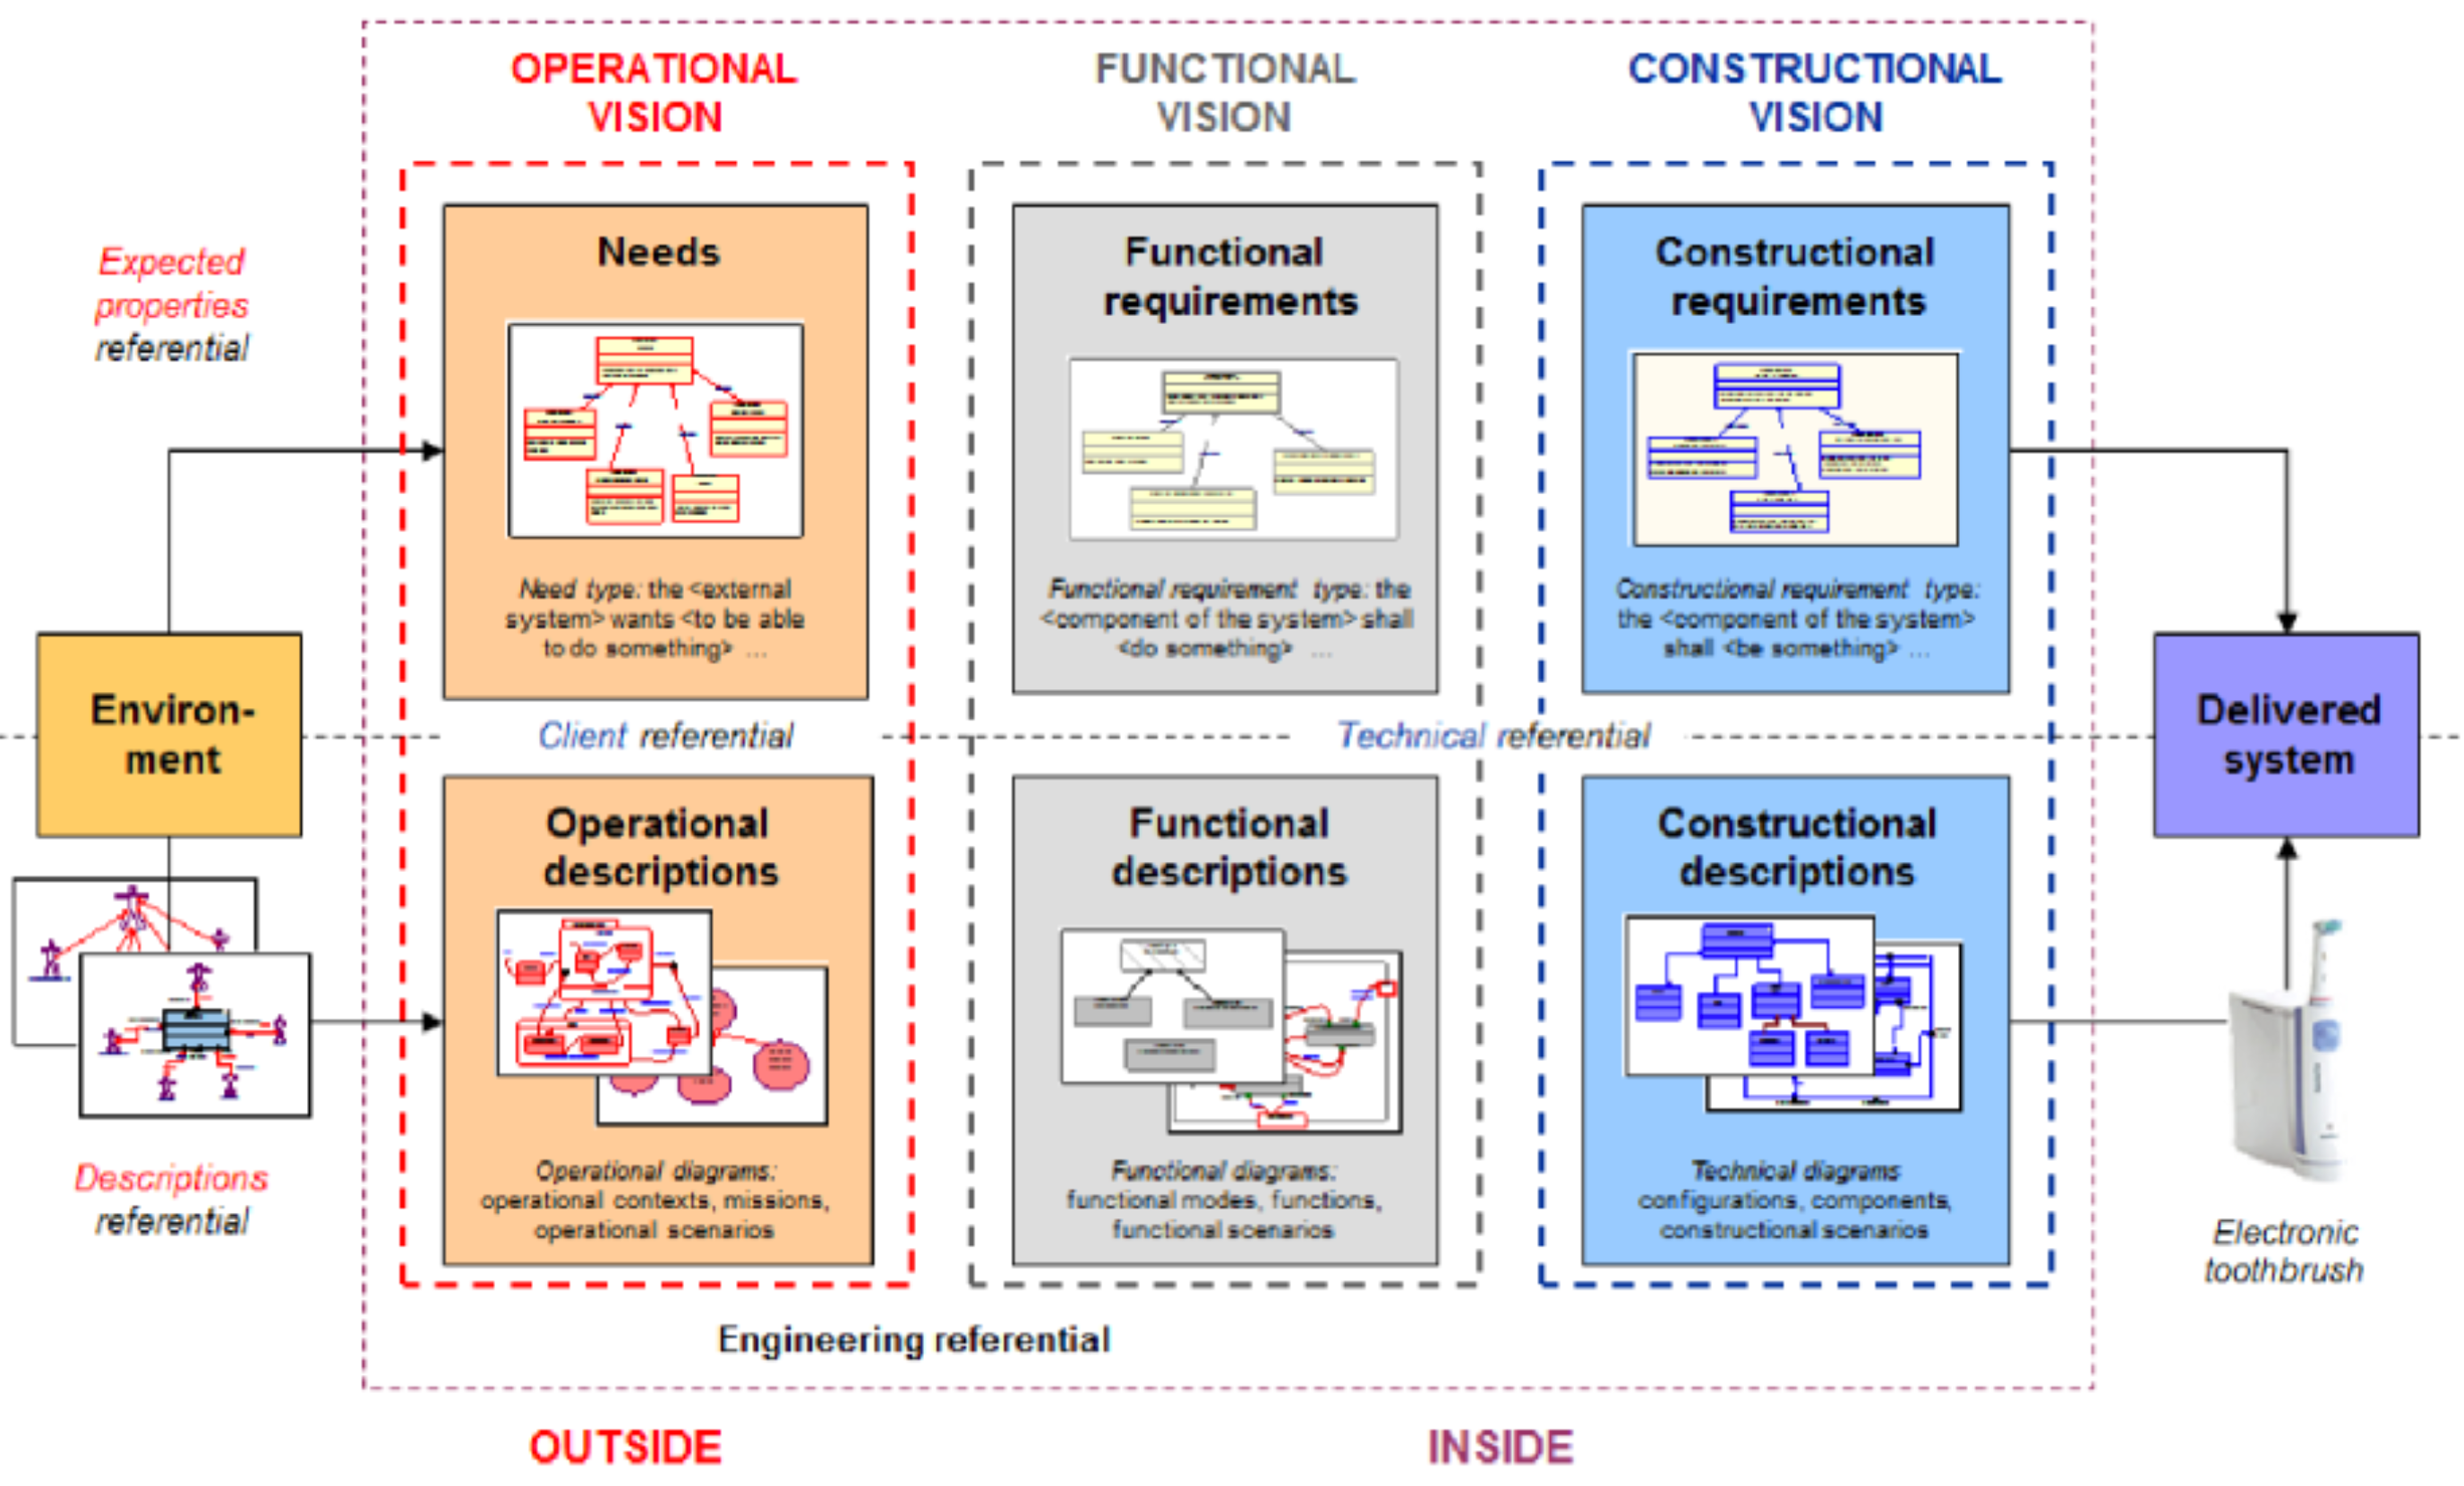 OPERATIONAL
VISION
FUNCTIONAL
VISION
CONSTRUCTIONAL
VISION
Expected
properties
referential
Needs
Need type: the <external
system> wants <to be able
to do something> ...
Functional
requirements
Functional requirement type: the
<component of the system> shall
<do something> ...
Constructional
requirements
Constructional requirement type:
the <component of the system>
shall <be something> ...
Environ-
ment
Client referential
Technical referential
Delivered
system
Operational
descriptions
Operational diagrams:
operational contexts, missions,
operational scenarios
Functional
descriptions
Functional diagrams:
functional modes, functions,
functional scenarios
Constructional
descriptions
Technical diagrams
configurations, components,
constructional scenarios
Descriptions
referential
Electronic
toothbrush
Engineering referential
OUTSIDE
INSIDE